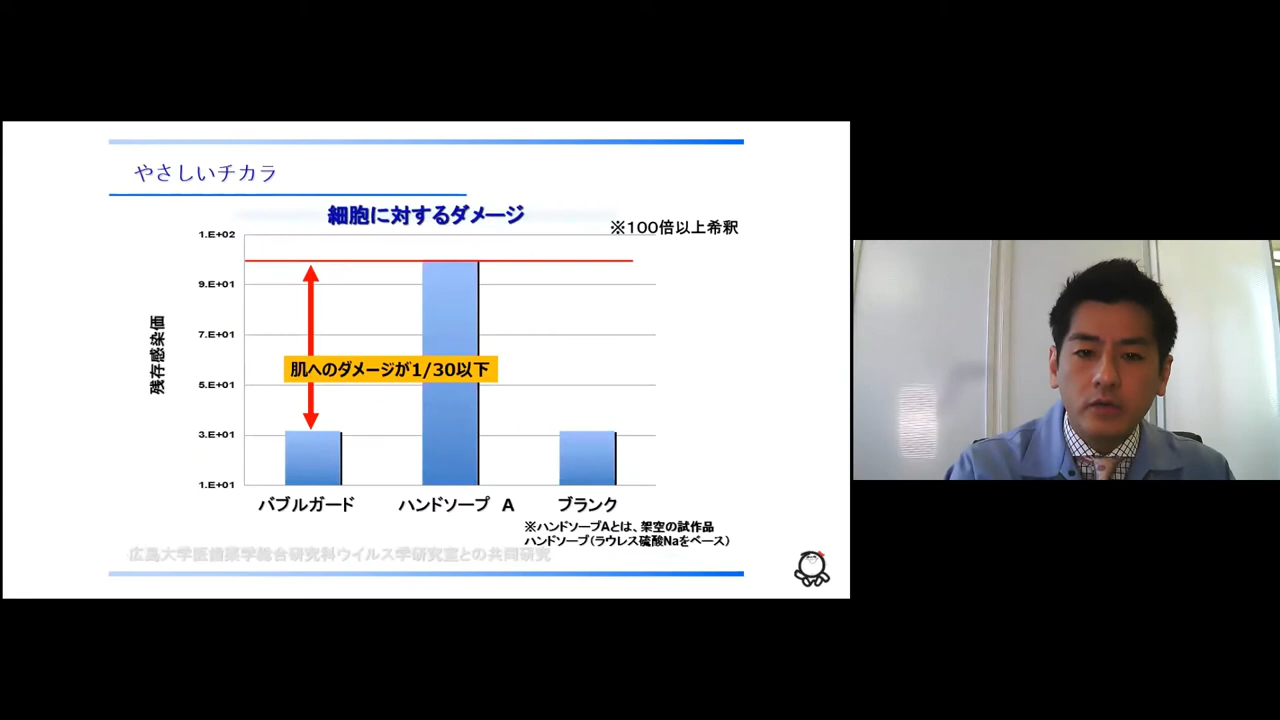 やさしいチカラ
細胞に対するダメージ
※100倍以上希釈
1.E+02
9.E+01
7.E+01
5.E+01
3.E+01
1.E+01
残存感染価
肌へのダメージが1/30以下
バブルガード
ハンドソープ A
ブランク
※ハンドソープAとは、架空の試作品
ハンドソープ(ラウレス硫酸Naをベース)
広島大学医歯薬学総合研究科ウイルス学研究室との共同研究